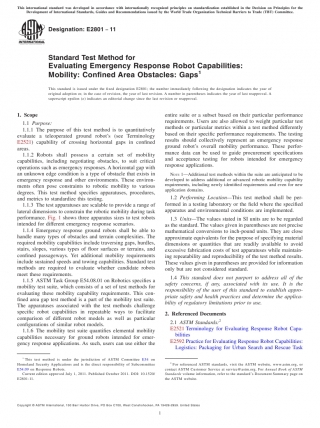 This international standard was developed in accordance with internationally recognized principles on standardization established in the Decision on Principles for the
Development of International Standards, Guides and Recommendations issued by the World Trade Organization Technical Barriers to Trade (TBT) Committee.
Designation: E2801 - 11
INTERNATIONAL
Standard Test Method for
Evaluating Emergency Response Robot Capabilities:
Mobility: Confined Area Obstacles: Gaps1
This standard is issued under the fixed designation E2801; the number immediately following the designation indicates the year of
original adoption or, in the case of revision, the year of last revision. A number in parentheses indicates the year of last reapproval. A
superscript epsilon (ε) indicates an editorial change since the last revision or reapproval.
1. Scope
1.1 Purpose:
1.1.1 The purpose of this test method is to quantitatively
evaluate a teleoperated ground robot's (see Terminology
E2521) capability of crossing horizontal gaps in confined
areas.
1.1.2 Robots shall possess a certain set of mobility
capabilities, including negotiating obstacles, to suit critical
operations such as emergency responses. A horizontal gap with
an unknown edge condition is a type of obstacle that exists in
emergency response and other environments. These environ-
ments often pose constraints to robotic mobility to various
degrees. This test method specifies apparatuses, procedures,
and metrics to standardize this testing.
1.1.3 The test apparatuses are scalable to provide a range of
lateral dimensions to constrain the robotic mobility during task
performance. Fig. 1 shows three apparatus sizes to test robots
intended for different emergency response scenarios.
1.1.4 Emergency response ground robots shall be able to
handle many types of obstacles and terrain complexities. The
required mobility capabilities include traversing gaps, hurdles,
stairs, slopes, various types of floor surfaces or terrains, and
confined passageways. Yet additional mobility requirements
include sustained speeds and towing capabilities. Standard test
methods are required to evaluate whether candidate robots
meet these requirements.
1.1.5 ASTM Task Group E54.08.01 on Robotics specifies a
mobility test suite, which consists of a set of test methods for
evaluating these mobility capability requirements. This con-
fined area gap test method is a part of the mobility test suite.
The apparatuses associated with the test methods challenge
specific robot capabilities in repeatable ways to facilitate
comparison of different robot models as well as particular
configurations of similar robot models.
1.1.6 The mobility test suite quantifies elemental mobility
capabilities necessary for ground robots intended for emer-
gency response applications. As such, users can use either the
entire suite or a subset based on their particular performance
requirements. Users are also allowed to weight particular test
methods or particular metrics within a test method differently
based on their specific performance requirements. The testing
results should collectively represent an emergency response
ground robot's overall mobility performance. These perfor-
mance data can be used to guide procurement specifications
and acceptance testing for robots intended for emergency
response applications.
NOTE 1—Additional test methods within the suite are anticipated to be
developed to address additional or advanced robotic mobility capability
requirements, including newly identified requirements and even for new
application domains.
1.2 Performing Location—This test method shall be per-
formed in a testing laboratory or the field where the specified
apparatus and environmental conditions are implemented.
1.3 Units—The values stated in SI units are to be regarded
as the standard. The values given in parentheses are not precise
mathematical conversions to inch-pound units. They are close
approximate equivalents for the purpose of specifying material
dimensions or quantities that are readily available to avoid
excessive fabrication costs of test apparatuses while maintain-
ing repeatability and reproducibility of the test method results.
These values given in parentheses are provided for information
only but are not considered standard.
1.4 This standard does not purport to address all of the
safety concerns, if any, associated with its use. It is the
responsibility of the user of this standard to establish appro-
priate safety and health practices and determine the applica-
bility of regulatory limitations prior to use.
2. Referenced Documents
2.1 ASTM Standards:2
E2521 Terminology for Evaluating Response Robot Capa-
bilities
E2592 Practice for Evaluating Response Robot Capabilities:
Logistics: Packaging for Urban Search and Rescue Task
1 This test method is under the jurisdiction of ASTM Committee E54 on
Homeland Security Applications and is the direct responsibility of Subcommittee
E54.09 on Response Robots.
Current edition approved July 1, 2011. Published August 2011. DOI: 10.1520/
E2801-11.
2 For referenced ASTM standards, visit the ASTM website, www.astm.org, or
contact ASTM Customer Service at service@astm.org. For Annual Book of ASTM
Standards volume information, refer to the standard's Document Summary page on
the ASTM website.
Copyright © ASTM International, 100 Barr Harbor Drive, PO Box C700, West Conshohocken, PA 19428-2959. United States
1